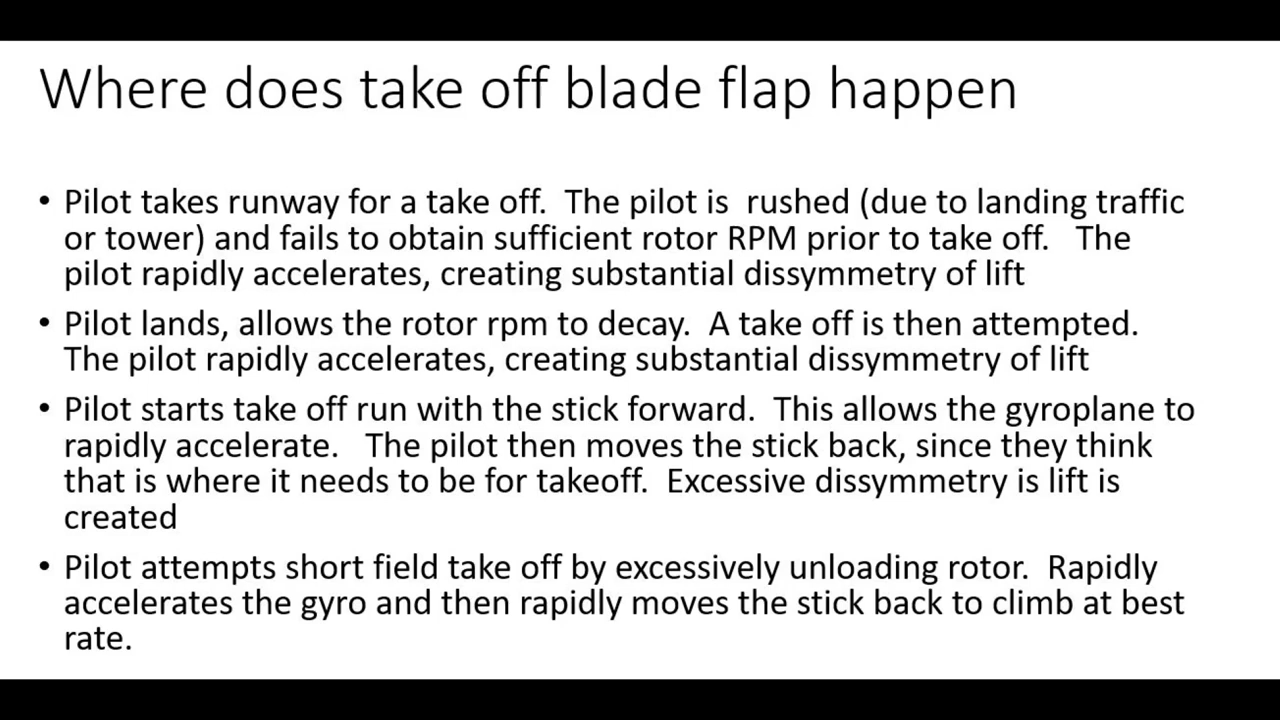 Where does take off blade flap happen
• Pilot takes runway for a take off.  The pilot is  rushed (due to landing traffic
or tower) and fails to obtain sufficient rotor RPM prior to take off.   The
pilot rapidly accelerates, creating substantial dissymmetry of lift
• Pilot lands, allows the rotor rpm to decay.  A take off is then attempted.
The pilot rapidly accelerates, creating substantial dissymmetry of lift
• Pilot starts take off run with the stick forward.  This allows the gyroplane to
rapidly accelerate.   The pilot then moves the stick back, since they think
that is where it needs to be for takeoff.  Excessive dissymmetry is lift is
created
• Pilot attempts short field take off by excessively unloading rotor.  Rapidly
accelerates the gyro and then rapidly moves the stick back to climb at best
rate.